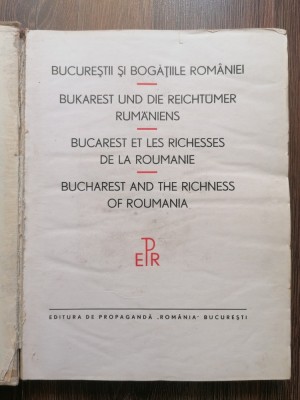 BUCUREȘTII ȘI BOGĂȚIILE ROMÂNIEI
BUKAREST UND DIE REICHTÜMER
RUMÄNIENS
BUCAREST ET LES RICHESSES
DE LA ROUMANIE
BUCHAREST AND THE RICHNESS
OF ROUMANIA
EPR
EDITURA DE PROPAGANDĂ „ROMÂNIA" BUCUREȘTI